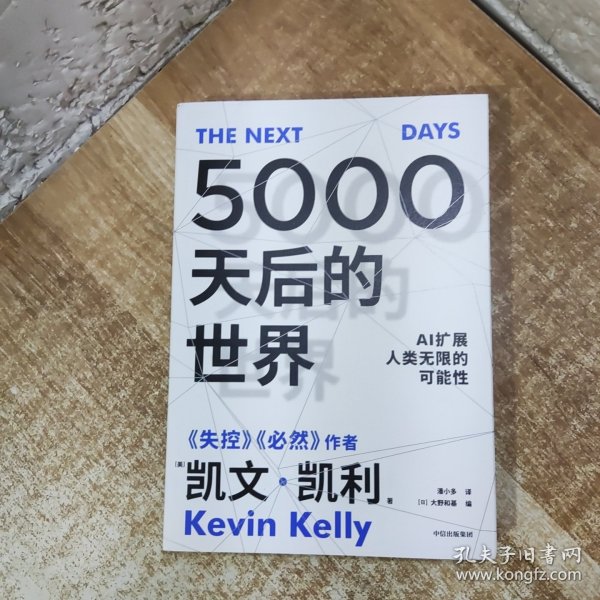 THE NEXT DAYS
5000
天后的
世界
AI扩展
人类无限的
可能性
《失控》《必然》作者
[美] 凯文·凯利 著
Kevin Kelly
潘小多 译
[日] 大野和基 编
中信出版集团
孔夫子旧书网
www.kongfz.com